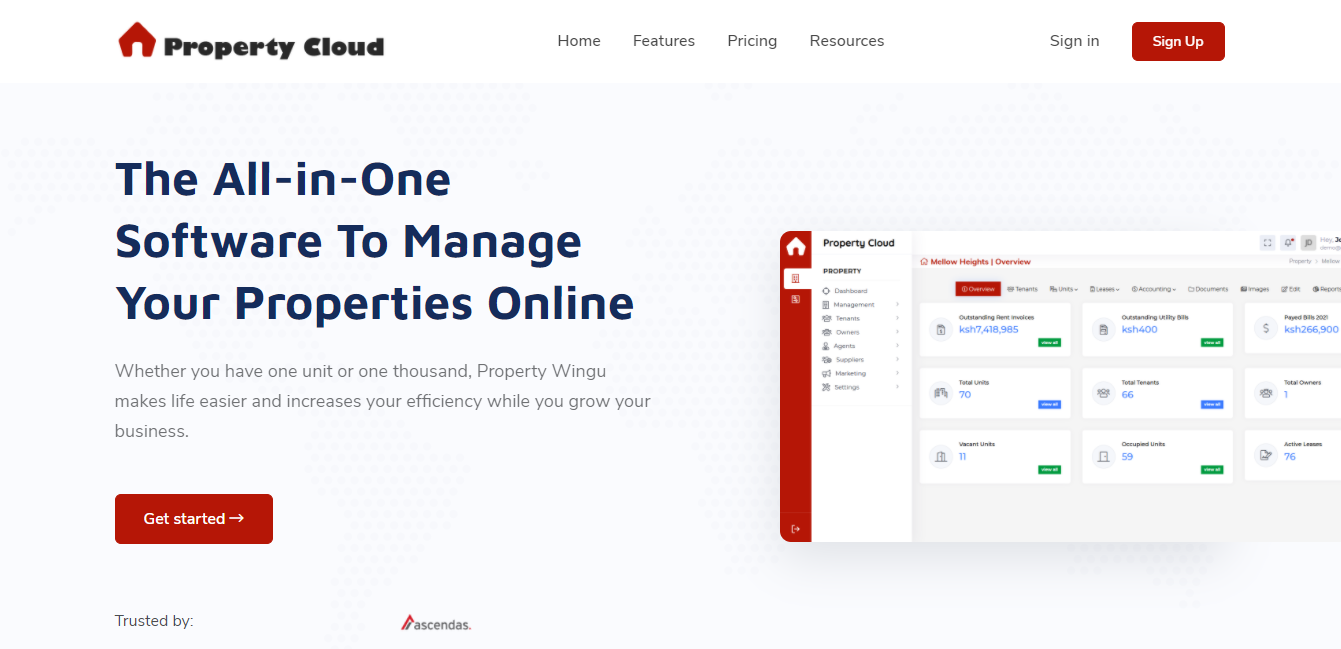 Property Cloud
Home Features Pricing Resources
Sign in
Sign Up
The All-in-One
Software To Manage
Your Properties Online
Whether you have one unit or one thousand, Property Wingu
makes life easier and increases your efficiency while you grow your
business.
Get started →
Trusted by:
ascendas.
Property Cloud
JD
Hey, Je
Mellow Heights | Overview
Property > Mellow
PROPERTY
Dashboard
Management
Tenants
Owners
Agents
Suppliers
Marketing
Settings
Overview Tenants Units Leases Accounting Documents Images Edit Reports
Outstanding Rent Invoices
ksh7,418,985
view all
Outstanding Utility Bills
ksh400
view all
Payed Bills 2021
ksh266,900
Total Units
70
view all
Total Tenants
66
view all
Total Owners
1
Vacant Units
11
view all
Occupied Units
59
view all
Active Leases
76